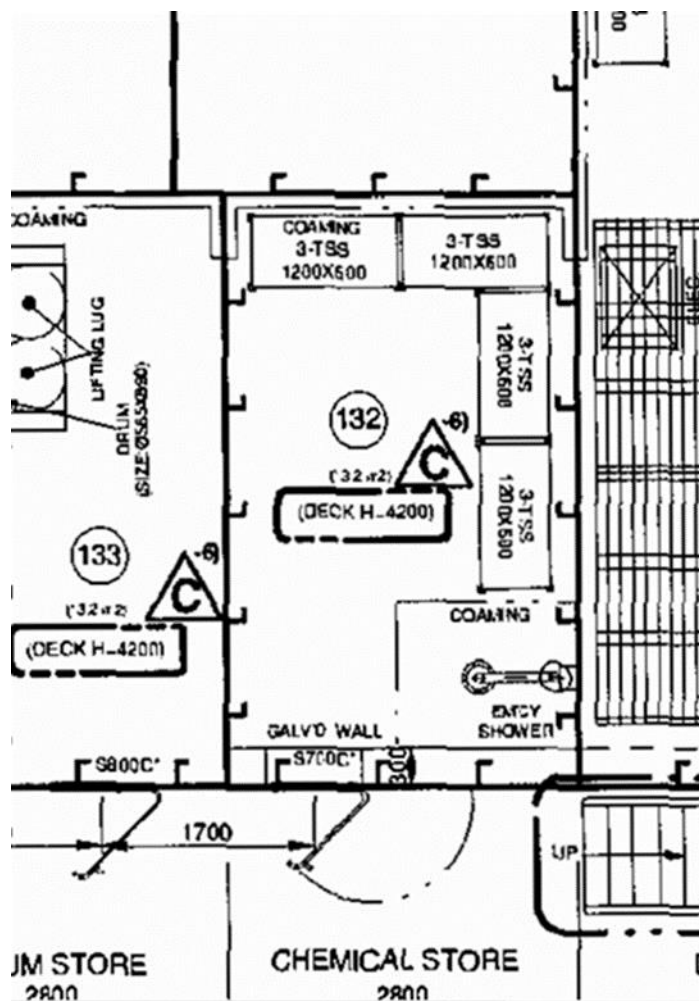 COAMING
COAMING
3-TSS
1200X600
3-TSS
1200X600
LIFTING LUG
DRUM
3-TSS
1200X600
132
C
-6)
(DECK H=4200)
3-TSS
1200X600
133
C
-6)
(DECK H=4200)
COAMING
EM'CY
SHOWER
GALV'D WALL
S800C*
S700C*
300
1700
UP
UM STORE
CHEMICAL STORE
2800
2800